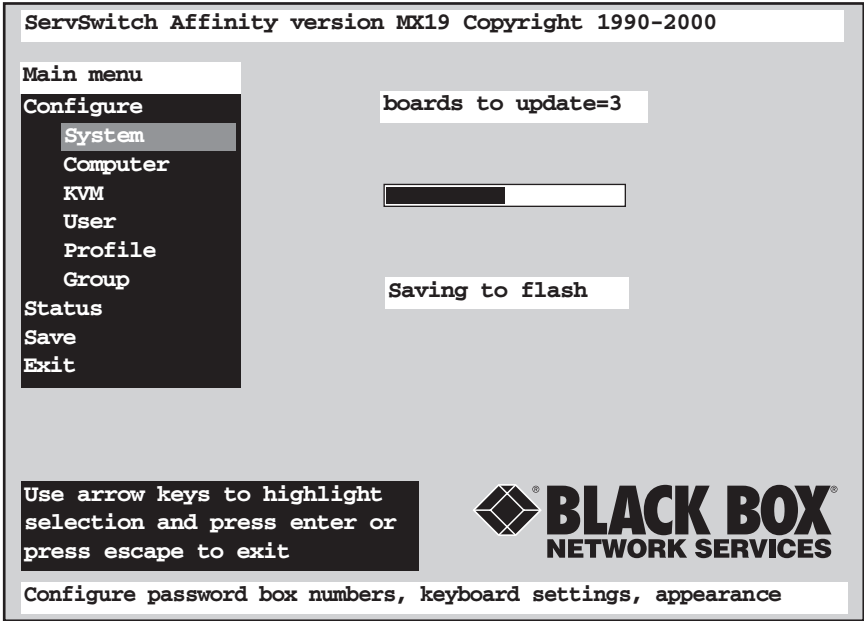 ServSwitch Affinity version MX19 Copyright 1990-2000
Main menu
Configure
System
Computer
KVM
User
Profile
Group
Status
Save
Exit
boards to update=3
Saving to flash
Use arrow keys to highlight
selection and press enter or
press escape to exit
® BLACK BOX®
NETWORK SERVICES
Configure password box numbers, keyboard settings, appearance